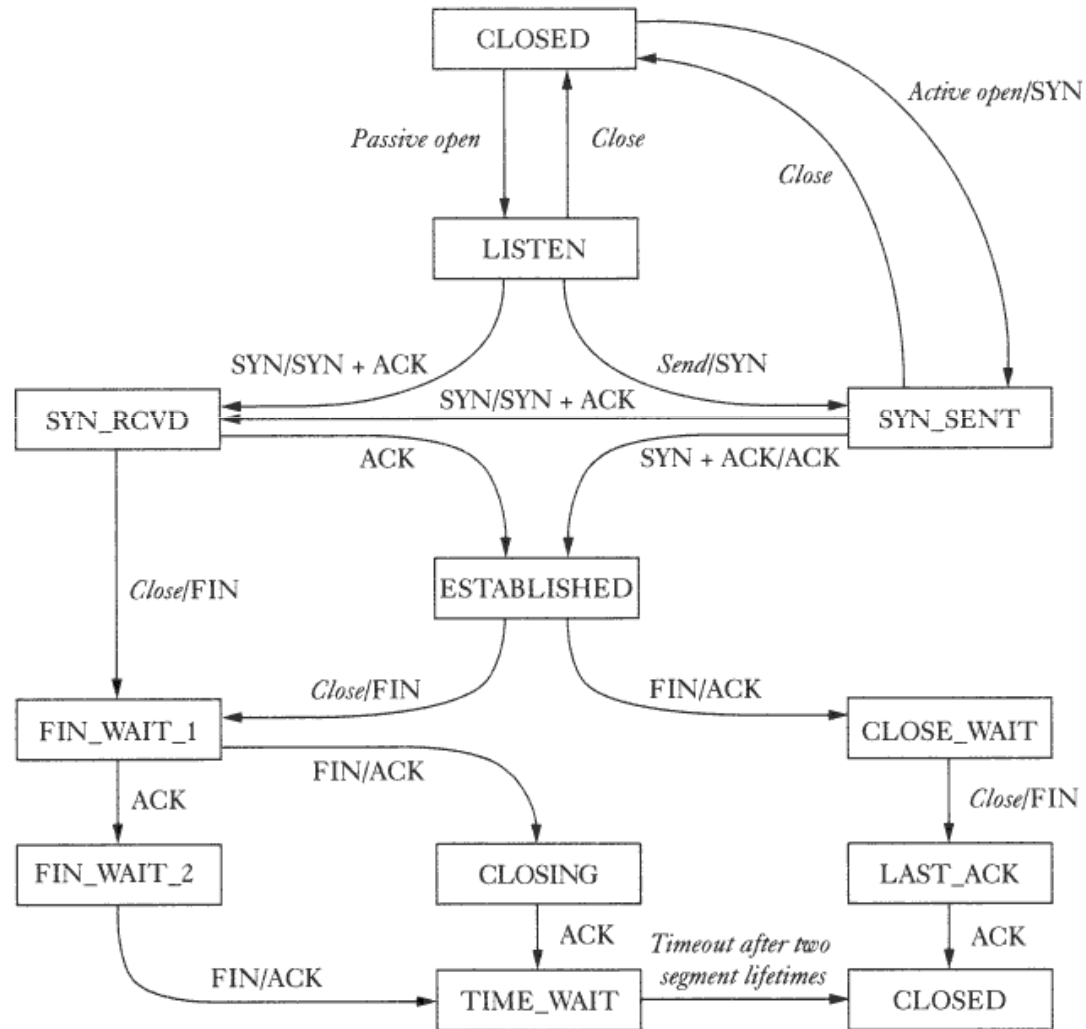 CLOSED
Active open/SYN
Passive open
Close
Close
LISTEN
SYN/SYN + ACK
Send/SYN
SYN/SYN + ACK
SYN_RCVD
SYN_SENT
ACK
SYN + ACK/ACK
Close/FIN
ESTABLISHED
Close/FIN
FIN/ACK
FIN_WAIT_1
CLOSE_WAIT
FIN/ACK
ACK
Close/FIN
FIN_WAIT_2
CLOSING
LAST_ACK
ACK
Timeout after two
segment lifetimes
ACK
FIN/ACK
TIME_WAIT
CLOSED